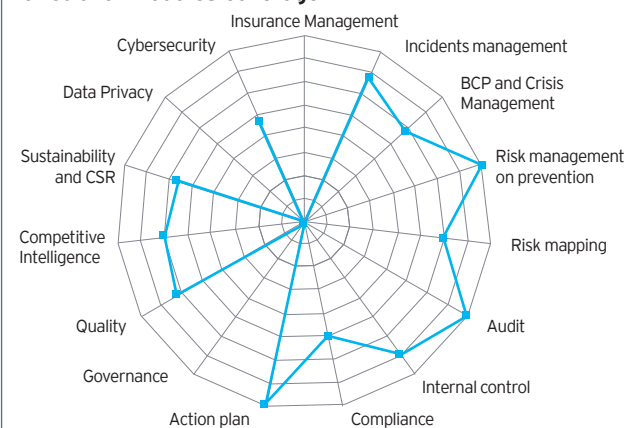 Insurance Management
Cybersecurity
Incidents management
Data Privacy
BCP and Crisis
Management
Sustainability
and CSR
Risk management
on prevention
Competitive
Intelligence
Risk mapping
Quality
Audit
Governance
Internal control
Action plan
Compliance